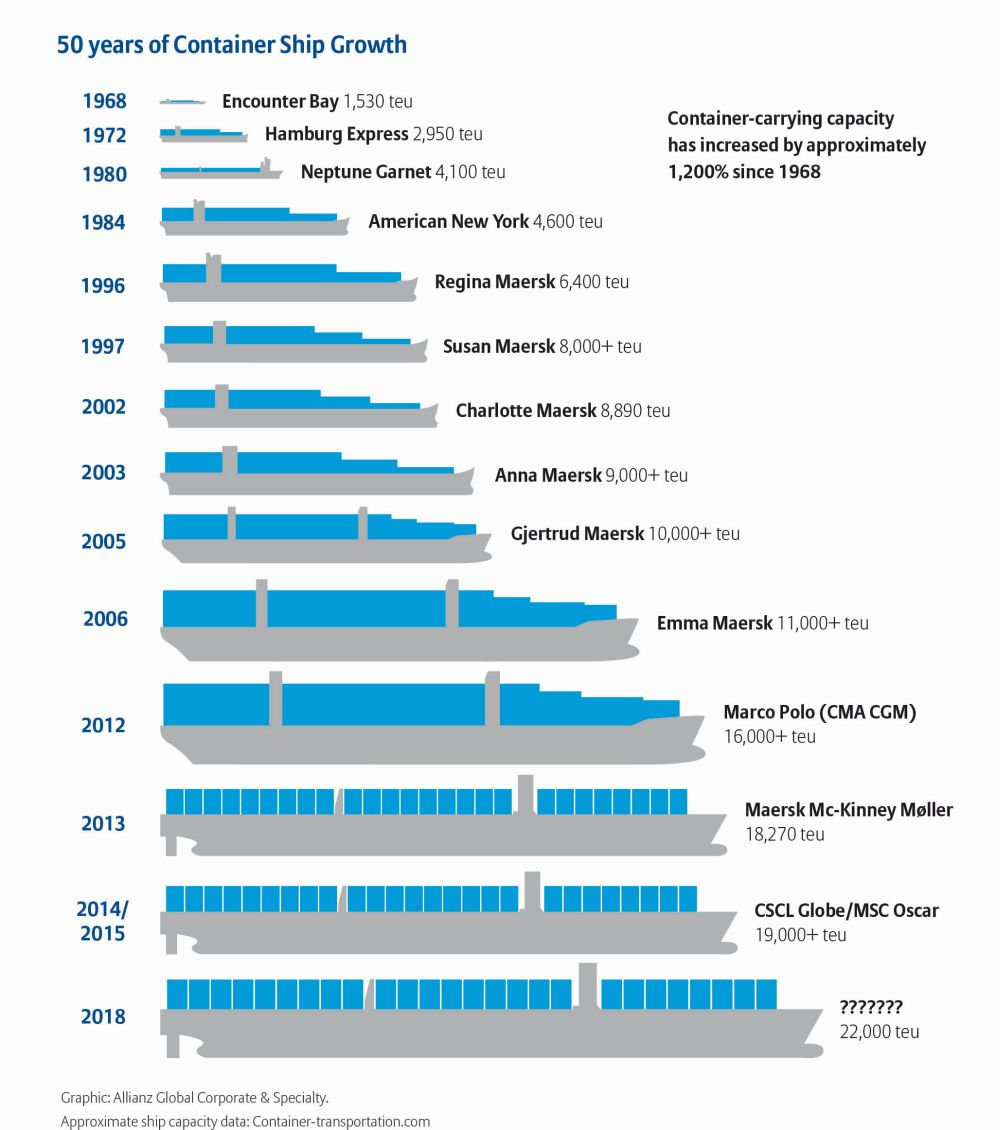 50 years of Container Ship Growth
1968 Encounter Bay 1,530 teu
Container-carrying capacity
has increased by approximately
1,200% since 1968
1972 Hamburg Express 2,950 teu
1980 Neptune Garnet 4,100 teu
1984 American New York 4,600 teu
1996 Regina Maersk 6,400 teu
1997 Susan Maersk 8,000+ teu
2002 Charlotte Maersk 8,890 teu
2003 Anna Maersk 9,000+ teu
2005 Gjertrud Maersk 10,000+ teu
2006 Emma Maersk 11,000+ teu
2012 Marco Polo (CMA CGM)
16,000+ teu
2013 Maersk Mc-Kinney Møller
18,270 teu
2014/
2015
CSCL Globe/MSC Oscar
19,000+ teu
2018 ???????
22,000 teu
Graphic: Allianz Global Corporate & Specialty.
Approximate ship capacity data: Container-transportation.com